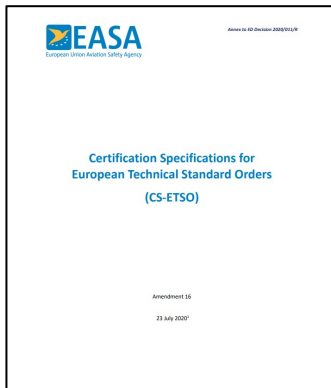 EASA
European Union Aviation Safety Agency
Annex to ED Decision 2020/011/R
Certification Specifications for
European Technical Standard Orders
(CS-ETSO)
Amendment 16
23 July 2020¹